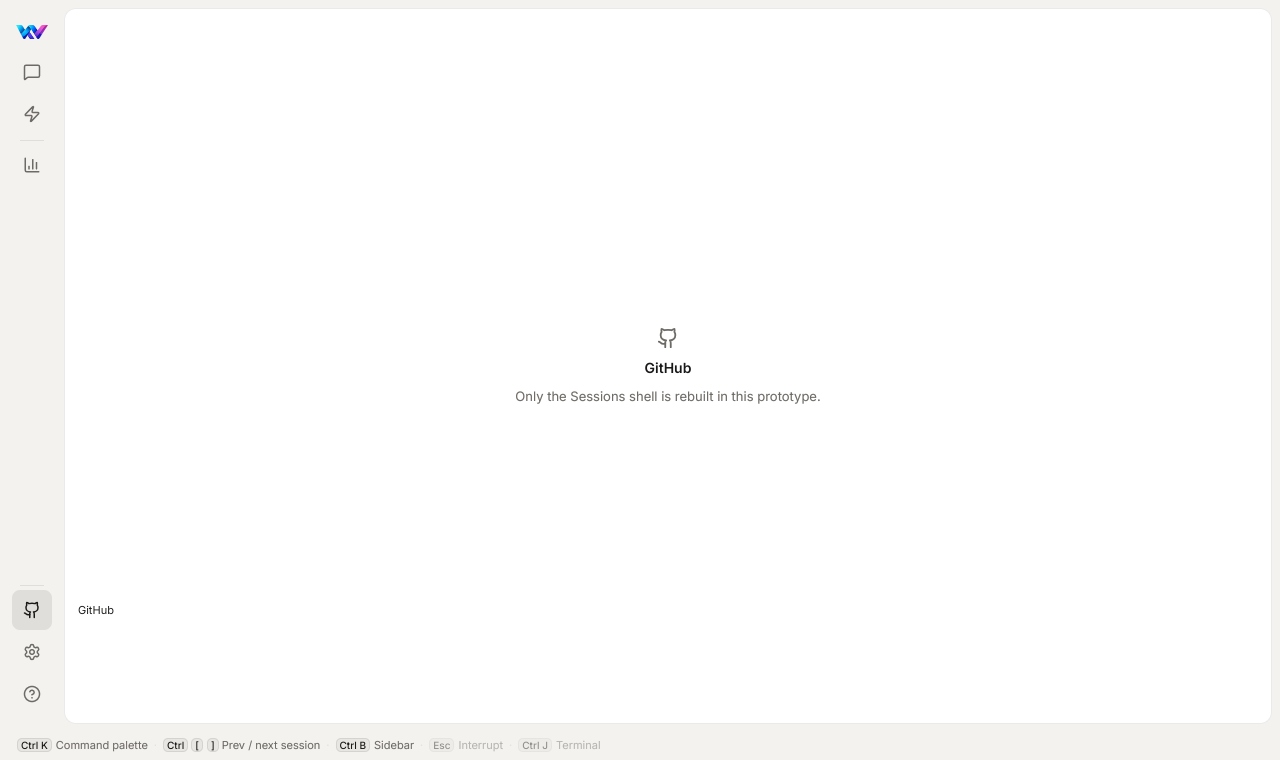 GitHub
Only the Sessions shell is rebuilt in this prototype.
GitHub
Ctrl K Command palette · Ctrl [ ] Prev / next session · Ctrl B Sidebar · Esc Interrupt · Ctrl J Terminal